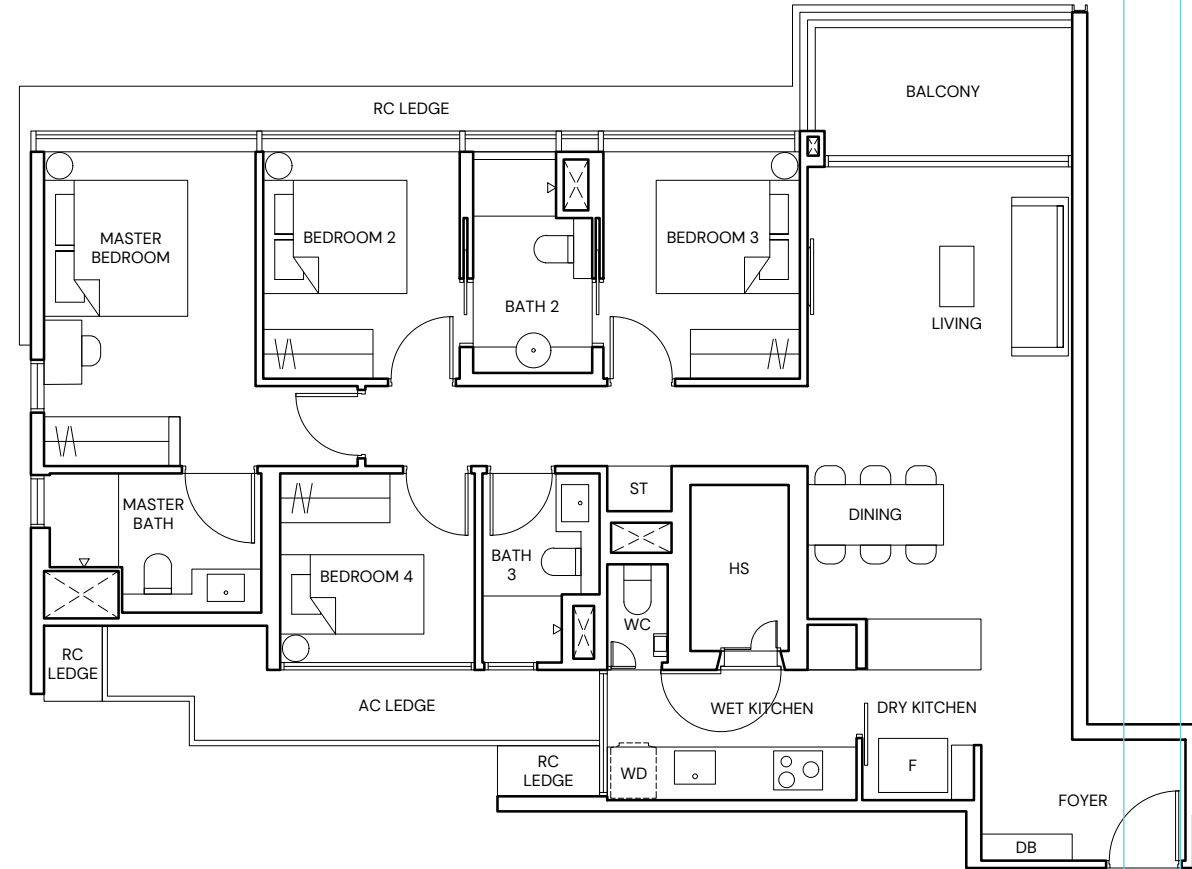 BALCONY
RC LEDGE
MASTER
BEDROOM
BEDROOM 2
BEDROOM 3
BATH 2
LIVING
ST
MASTER
BATH
DINING
BATH
3
HS
BEDROOM 4
WC
RC
LEDGE
AC LEDGE
WET KITCHEN
DRY KITCHEN
RC
LEDGE
WD
F
FOYER
DB